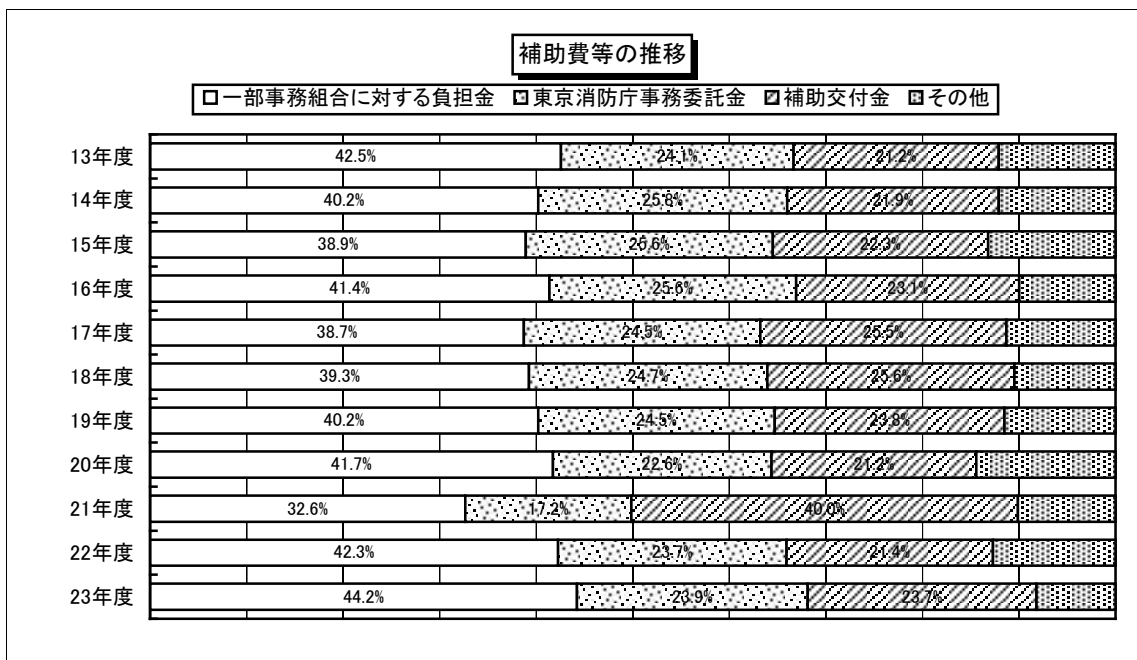 補助費等の推移
一部事務組合に対する負担金 東京消防庁事務委託金 補助交付金 その他
13年度 42.5% 24.1% 21.2%
14年度 40.2% 25.8% 21.9%
15年度 38.9% 25.6% 22.3%
16年度 41.4% 25.6% 23.1%
17年度 38.7% 24.5% 25.5%
18年度 39.3% 24.7% 25.6%
19年度 40.2% 24.5% 23.8%
20年度 41.7% 22.6% 21.2%
21年度 32.6% 17.2% 40.0%
22年度 42.3% 23.7% 21.4%
23年度 44.2% 23.9% 23.7%